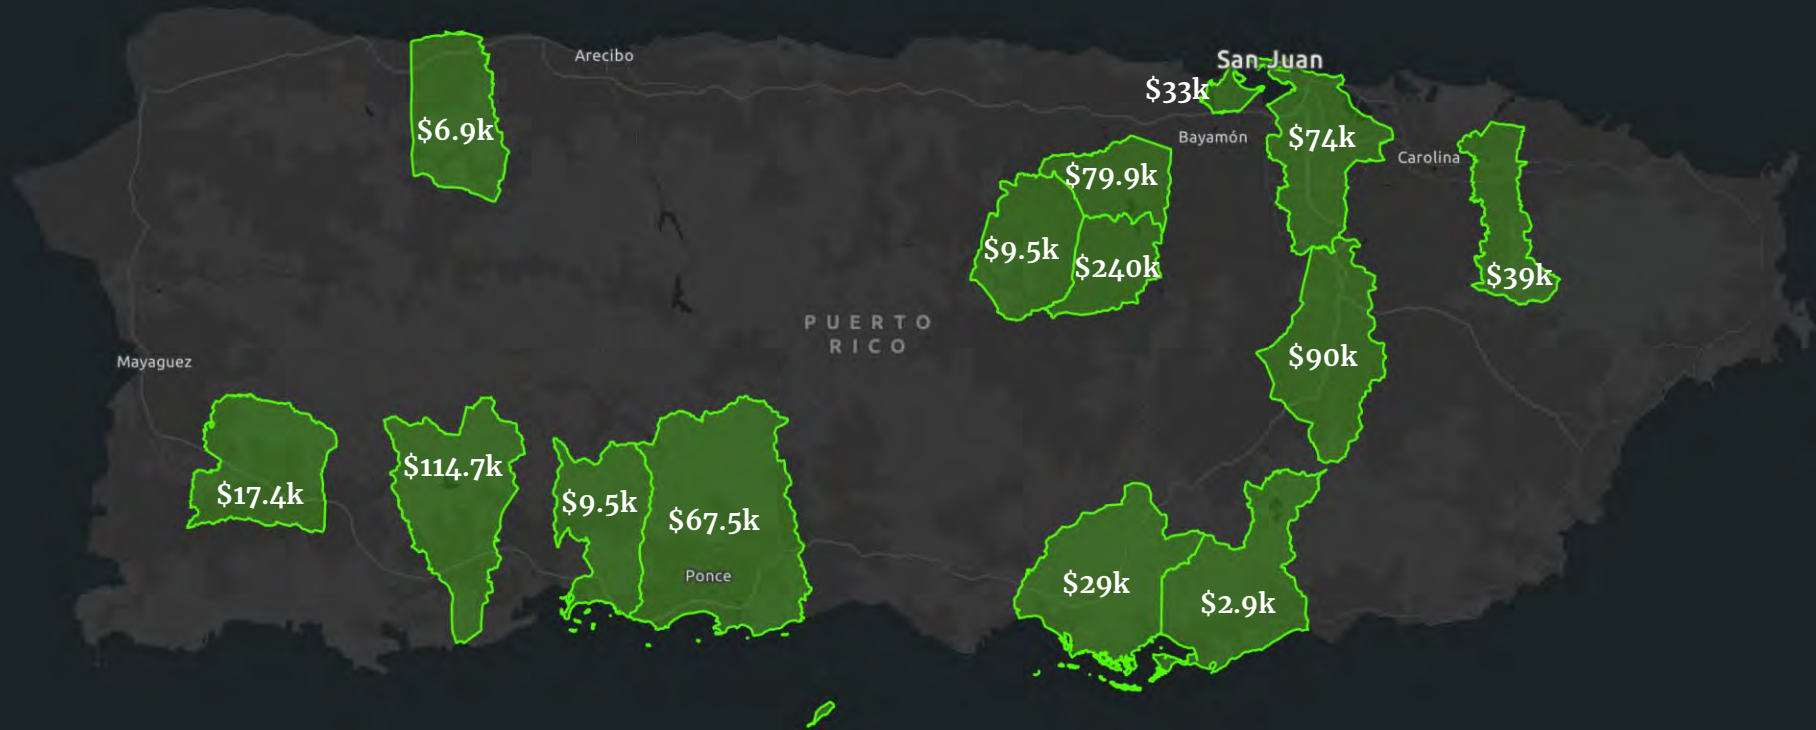 Arecibo
San Juan
$33k
$6.9k
Bayamón
$74k
Carolina
$79.9k
$9.5k
$240k
$39k
PUERTO
RICO
$90k
Mayaguez
$114.7k
$17.4k
$9.5k
$67.5k
Ponce
$29k
$2.9k